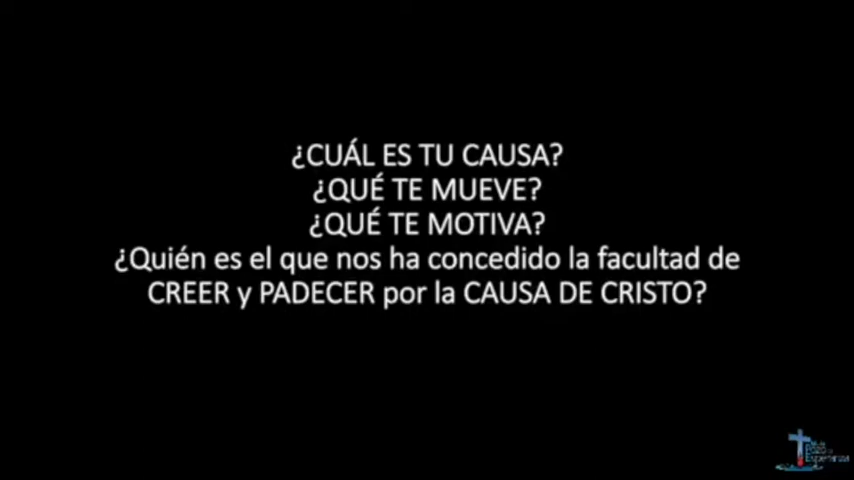 ¿CUÁL ES TU CAUSA?
¿QUÉ TE MUEVE?
¿QUÉ TE MOTIVA?
¿Quién es el que nos ha concedido la facultad de
CREER y PADECER por la CAUSA DE CRISTO?
Esperanza